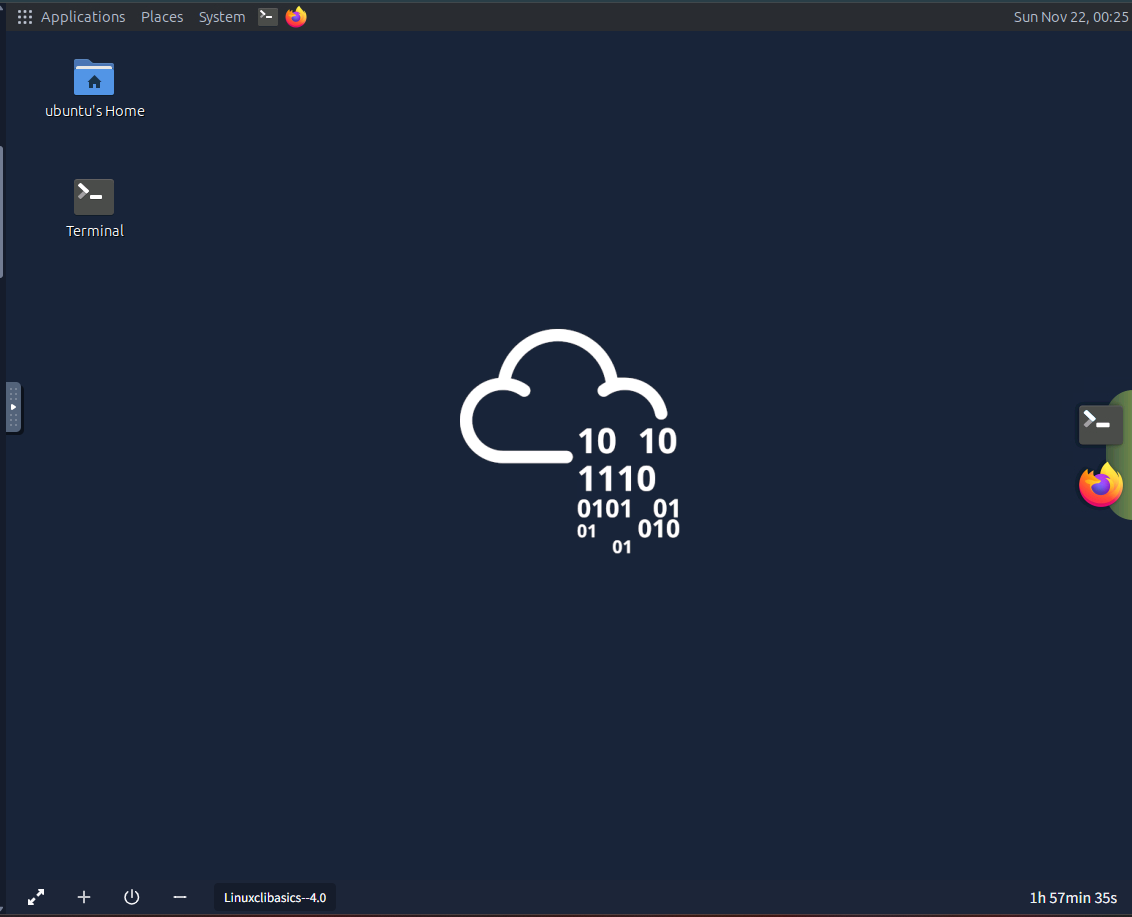 Applications Places System Sun Nov 22, 00:25
ubuntu's Home
Terminal
10 10
1110
0101 01
01 010
01
Linuxclibasics--4.0 1h 57min 35s